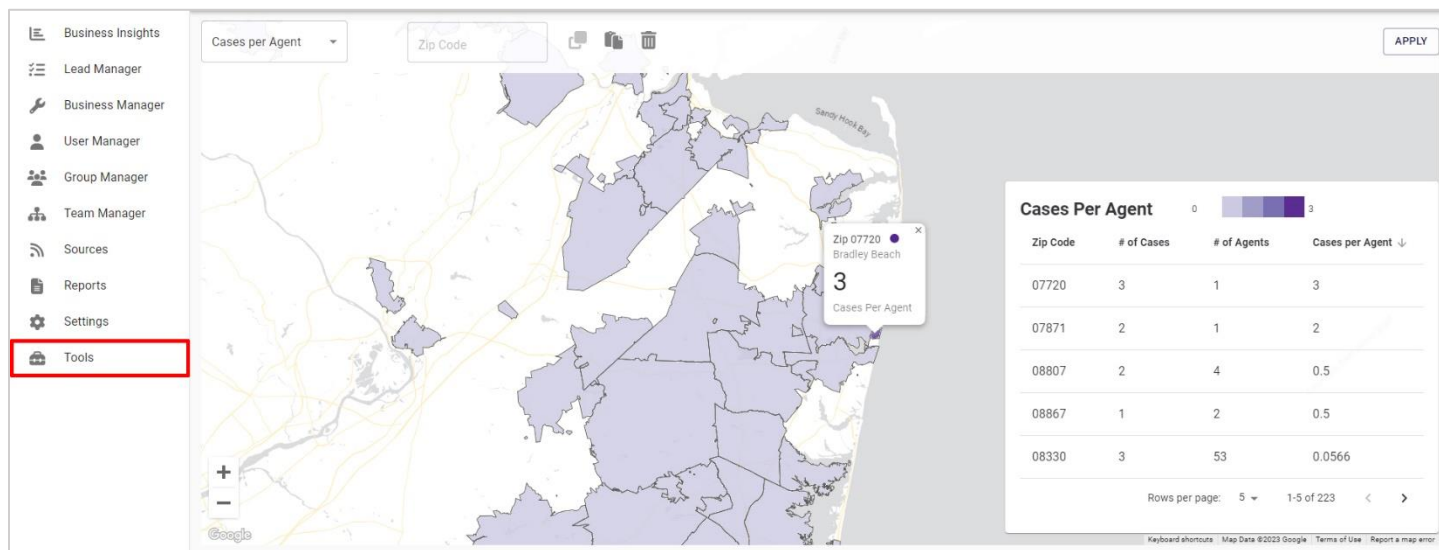 Business Insights
Lead Manager
Business Manager
User Manager
Group Manager
Team Manager
Sources
Reports
Settings
Tools
Cases per Agent
Zip Code
APPLY
Sandy Hook Bay
Zip 07720
×
Bradley Beach
3
Cases Per Agent
+
−
Google
Cases Per Agent 0 3
Zip Code # of Cases # of Agents Cases per Agent ↓
07720 3 1 3
07871 2 1 2
08807 2 4 0.5
08867 1 2 0.5
08330 3 53 0.0566
Rows per page: 5 1-5 of 223 < >
Keyboard shortcuts Map Data ©2023 Google Terms of Use Report a map error